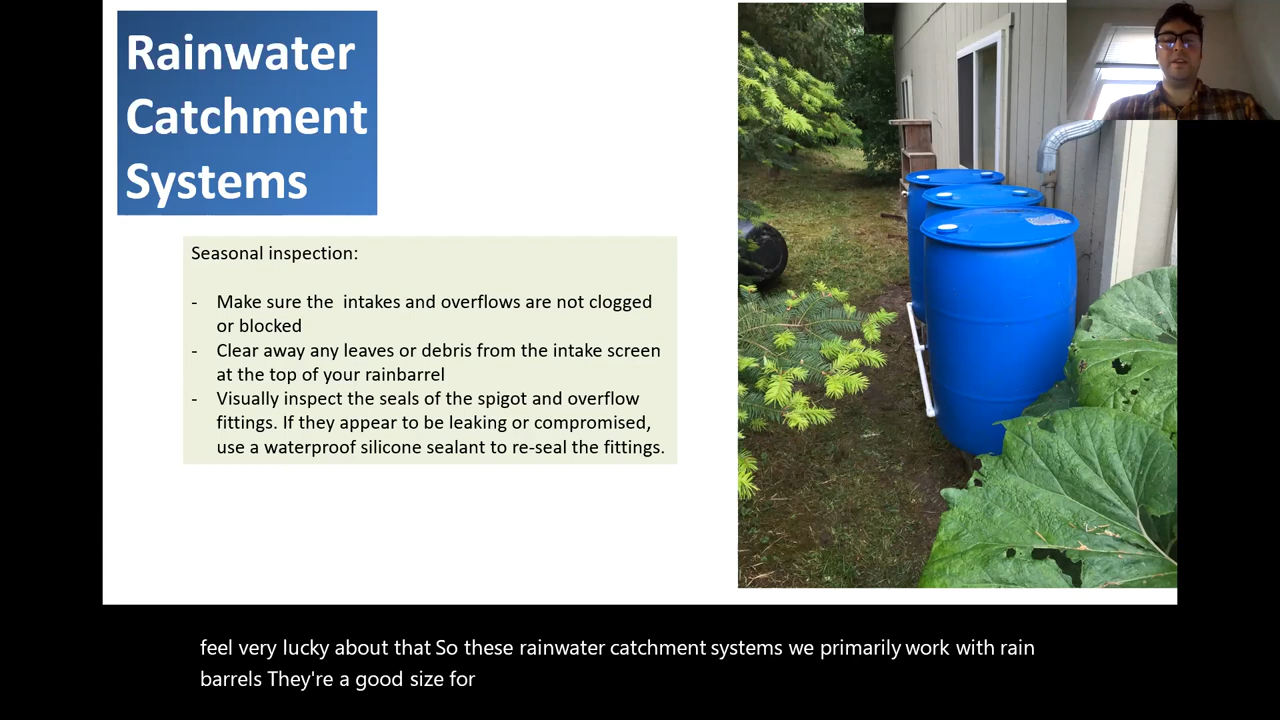 Rainwater
Catchment
Systems
Seasonal inspection:
- Make sure the  intakes and overflows are not clogged
or blocked
- Clear away any leaves or debris from the intake screen
at the top of your rainbarrel
- Visually inspect the seals of the spigot and overflow
fittings. If they appear to be leaking or compromised,
use a waterproof silicone sealant to re-seal the fittings.
feel very lucky about that So these rainwater catchment systems we primarily work with rain
barrels They're a good size for